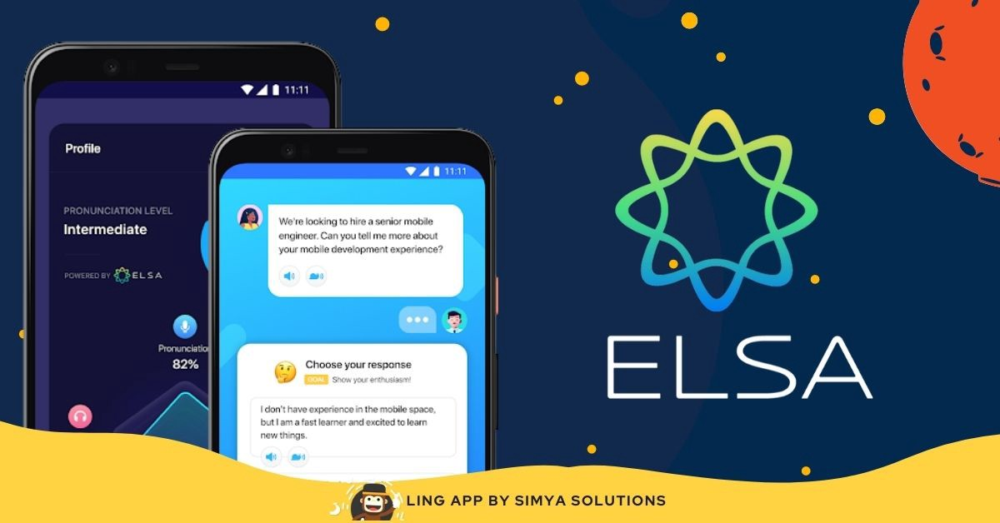 11:11
Profile
PRONUNCIATION LEVEL
Intermediate
POWERED BY ELSA
82%
11:11
We're looking to hire a senior mobile
engineer. Can you tell me more about
your mobile development experience?
Choose your response
GOAL Show your enthusiasm!
I don't have experience in the mobile space,
but I am a fast learner and excited to learn
new things.
ELSA
LING APP BY SIMYA SOLUTIONS